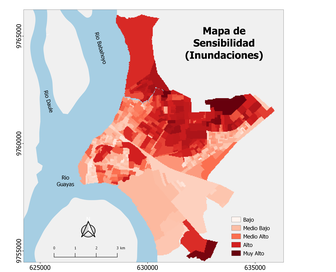 Mapa de
Sensibilidad
(Inundaciones)
Rio Babahoyo
Rio Daule
Rio
Guayas
0 1 2 3 km
Bajo
Medio Bajo
Medio Alto
Alto
Muy Alto
9765000
9760000
9755000
625000 630000 635000